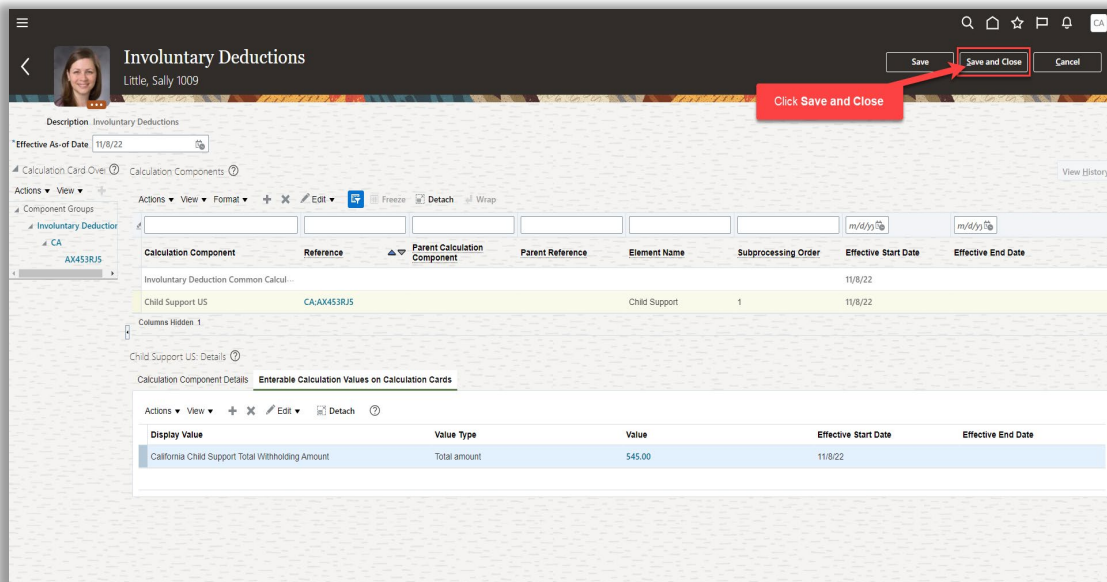 CA
Involuntary Deductions
Little, Sally 1009
Save
Save and Close
Cancel
Click Save and Close
Description Involuntary Deductions
*Effective As-of Date 11/8/22
Calculation Card Over
Calculation Components
View History
Actions View
Actions View Format Edit Freeze Detach Wrap
Component Groups
Involuntary Deduction
CA
AX453RJ5
m/d/yy m/d/yy
Calculation Component Reference Parent Calculation Component Parent Reference Element Name Subprocessing Order Effective Start Date Effective End Date
Involuntary Deduction Common Calcul... 11/8/22
Child Support US CA:AX453RJ5 Child Support 1 11/8/22
Columns Hidden 1
Child Support US: Details
Calculation Component Details Enterable Calculation Values on Calculation Cards
Actions View Edit Detach
Display Value Value Type Value Effective Start Date Effective End Date
California Child Support Total Withholding Amount Total amount 545.00 11/8/22